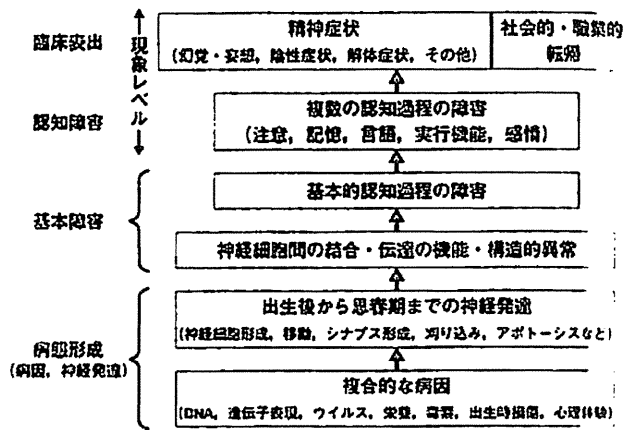 臨床表出
現象レベル
精神症状
(幻覚・妄想, 陰性症状, 解体症状, その他)
社会的・職業的
転帰
認知障害
複数の認知過程の障害
(注意, 記憶, 言語, 実行機能, 感情)
基本障害
基本的認知過程の障害
神経細胞間の結合・伝達の機能・構造的異常
病態形成
(病因, 神経発達)
出生後から思春期までの神経発達
(神経細胞形成, 移動, シナプス形成, 刈り込み, アポトーシスなど)
複合的な病因
(DNA, 遺伝子表現, ウイルス, 栄養, 毒素, 出生時損傷, 心理体験)